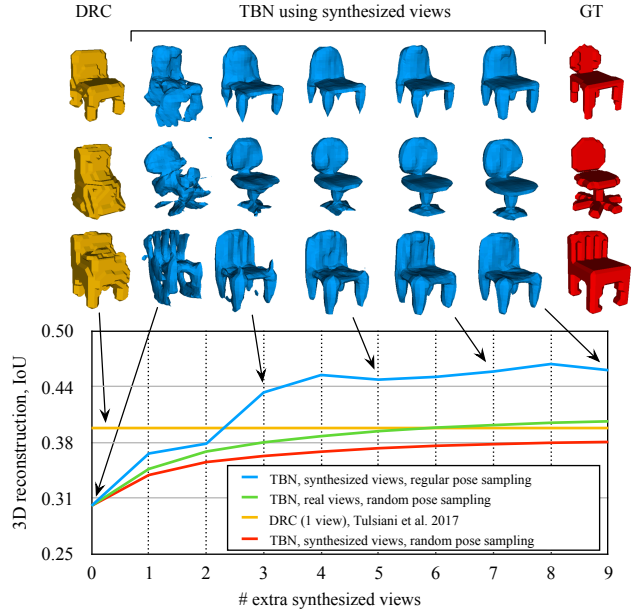 DRC
TBN using synthesized views
GT
3D reconstruction, IoU
0.50
0.44
0.38
0.31
0.25
TBN, synthesized views, regular pose sampling
TBN, real views, random pose sampling
DRC (1 view), Tulsiani et al. 2017
TBN, synthesized views, random pose sampling
0 1 2 3 4 5 6 7 8 9
# extra synthesized views